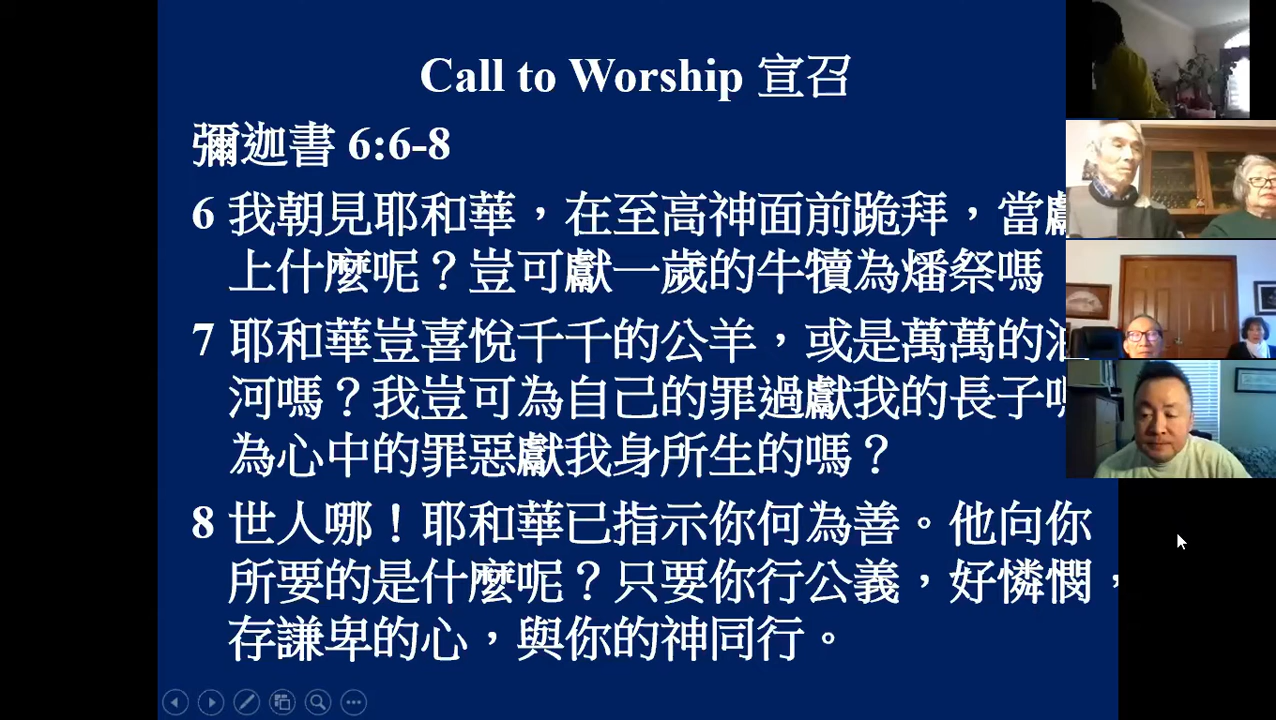 Call to Worship 宣召
彌迦書 6:6-8
6 我朝見耶和華，在至高神面前跪拜，當獻
上什麼呢？豈可獻一歲的牛犢為燔祭嗎
7 耶和華豈喜悅千千的公羊，或是萬萬的油
河嗎？我豈可為自己的罪過獻我的長子嗎
為心中的罪惡獻我身所生的嗎？
8 世人哪！耶和華已指示你何為善。他向你
所要的是什麼呢？只要你行公義，好憐憫，
存謙卑的心，與你的神同行。